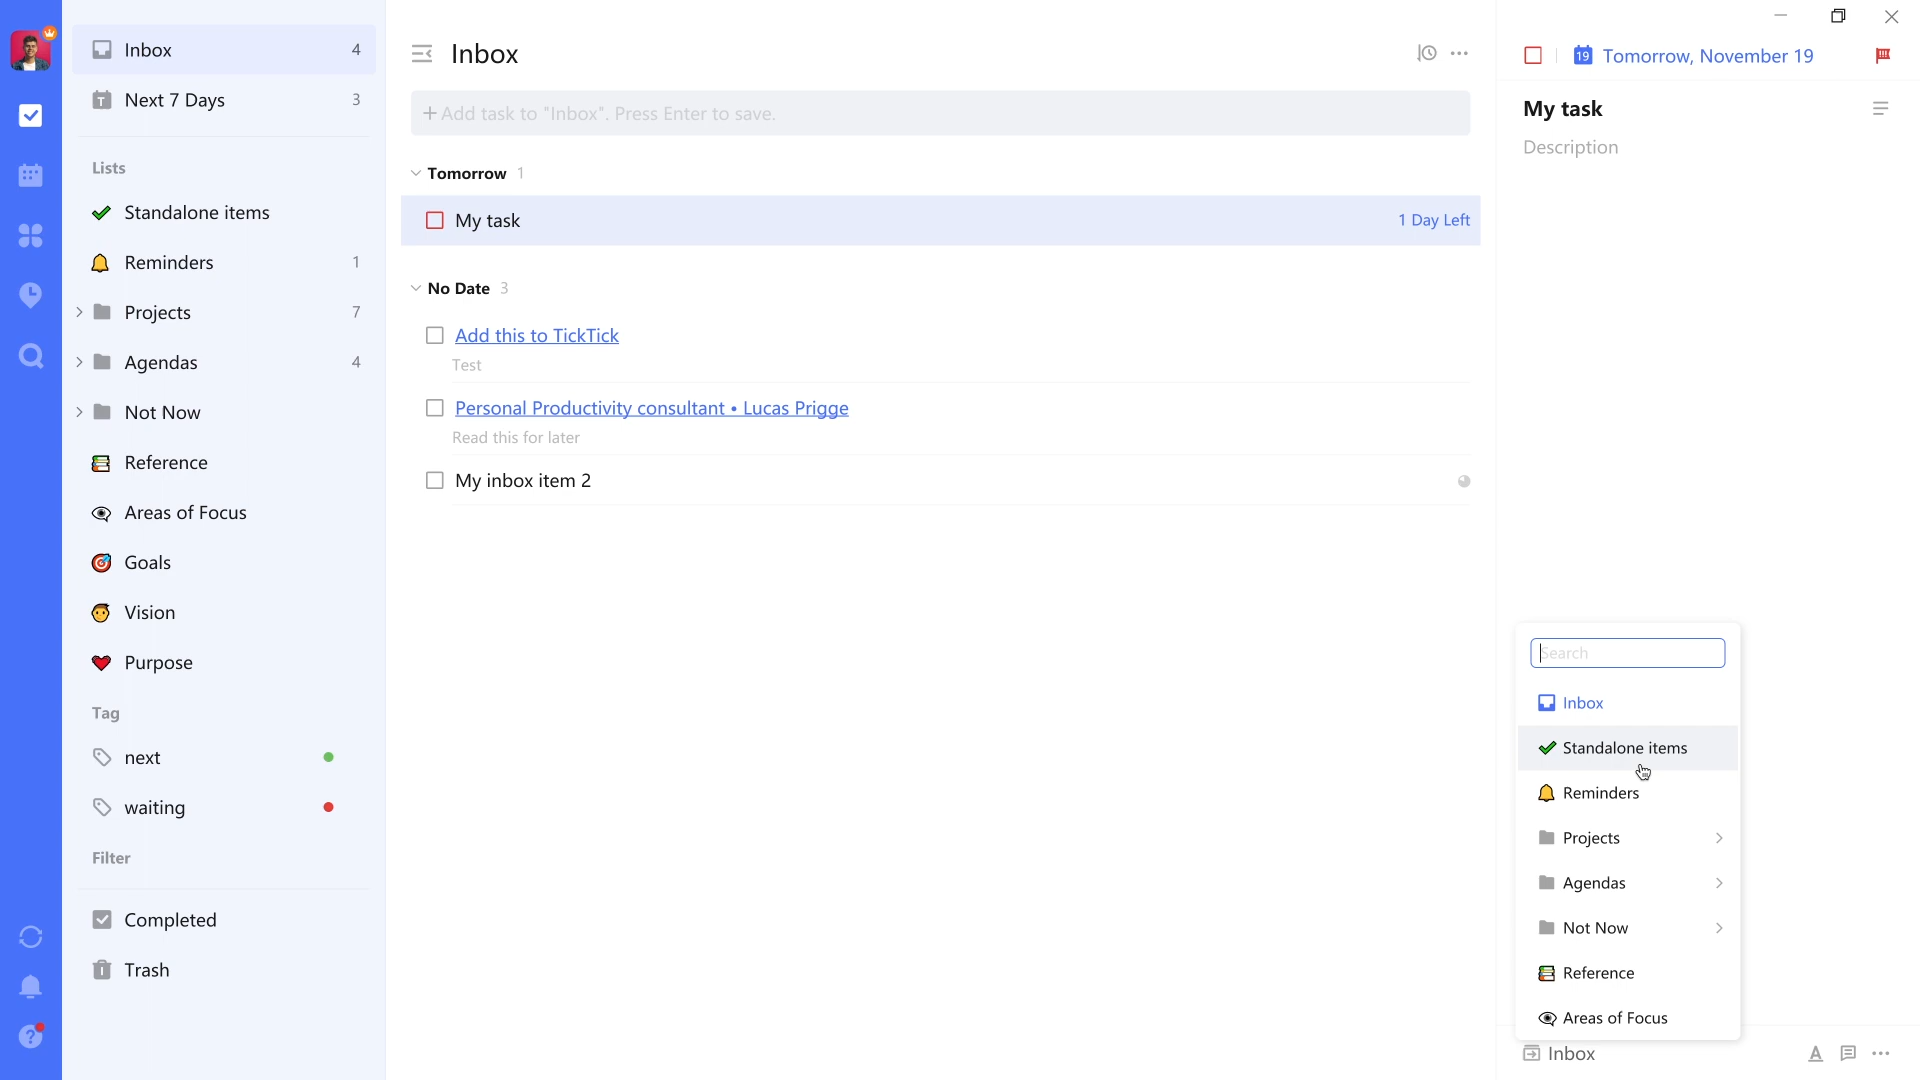 Inbox 4
Next 7 Days 3
Lists
Standalone items
Reminders 1
Projects 7
Agendas 4
Not Now
Reference
Areas of Focus
Goals
Vision
Purpose
Tag
next
waiting
Filter
Completed
Trash
Inbox
+ Add task to "Inbox". Press Enter to save.
Tomorrow 1
My task 1 Day Left
No Date 3
Add this to TickTick
Test
Personal Productivity consultant • Lucas Prigge
Read this for later
My inbox item 2
19 Tomorrow, November 19
My task
Description
Search
Inbox
Standalone items
Reminders
Projects
Agendas
Not Now
Reference
Areas of Focus
Inbox